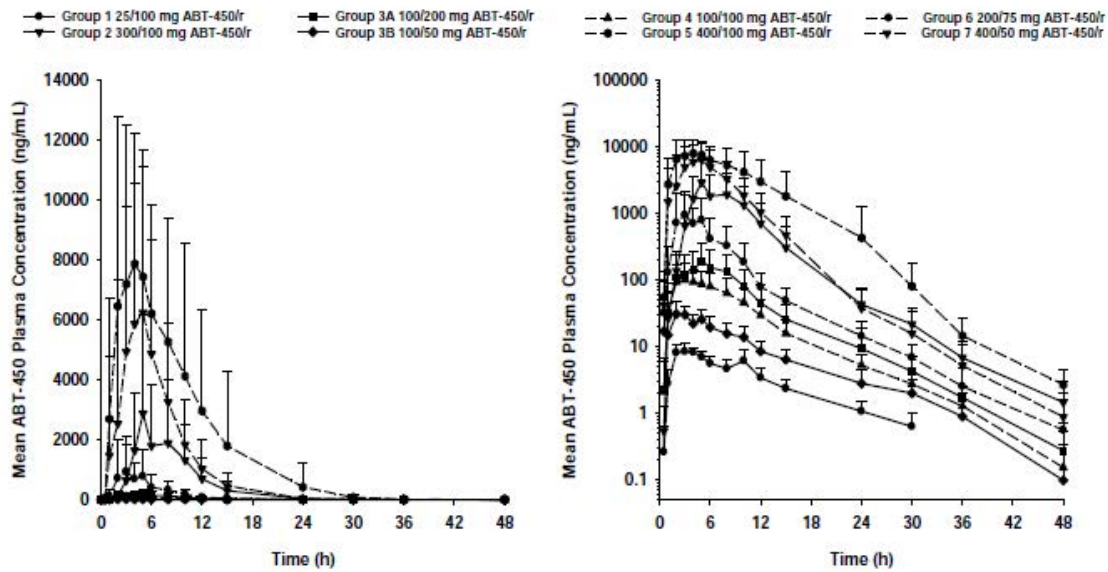 Group 1 25/100 mg ABT-450/r
Group 3A 100/200 mg ABT-450/r
Group 4 100/100 mg ABT-450/r
Group 6 200/75 mg ABT-450/r
Group 2 300/100 mg ABT-450/r
Group 3B 100/50 mg ABT-450/r
Group 5 400/100 mg ABT-450/r
Group 7 400/50 mg ABT-450/r
Mean ABT-450 Plasma Concentration (ng/mL)
14000
12000
10000
8000
6000
4000
2000
0
0 6 12 18 24 30 36 42 48
Time (h)
Mean ABT-450 Plasma Concentration (ng/mL)
100000
10000
1000
100
10
1
0.1
0 6 12 18 24 30 36 42 48
Time (h)